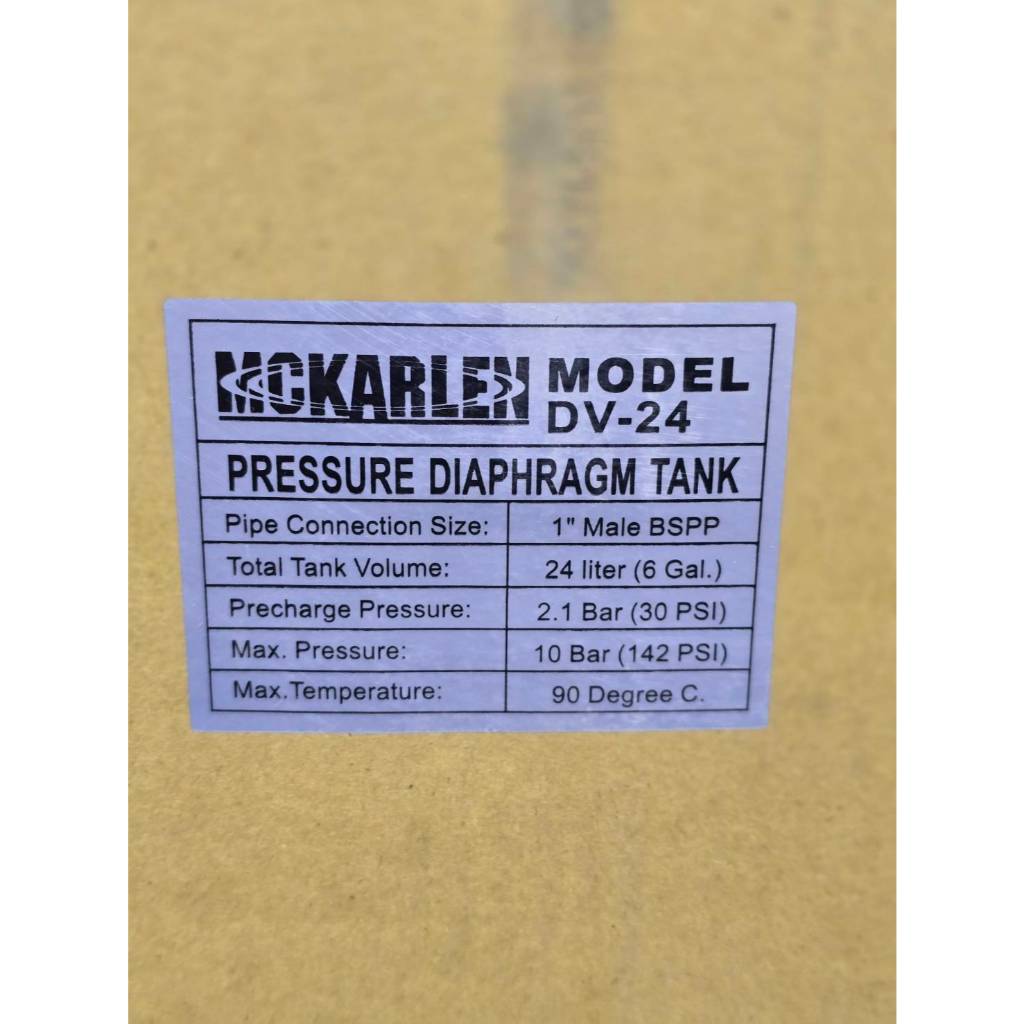 MCKARLEN MODEL
DV-24
PRESSURE DIAPHRAGM TANK
Pipe Connection Size: 1" Male BSPP
Total Tank Volume: 24 liter (6 Gal.)
Precharge Pressure: 2.1 Bar (30 PSI)
Max. Pressure: 10 Bar (142 PSI)
Max.Temperature: 90 Degree C.